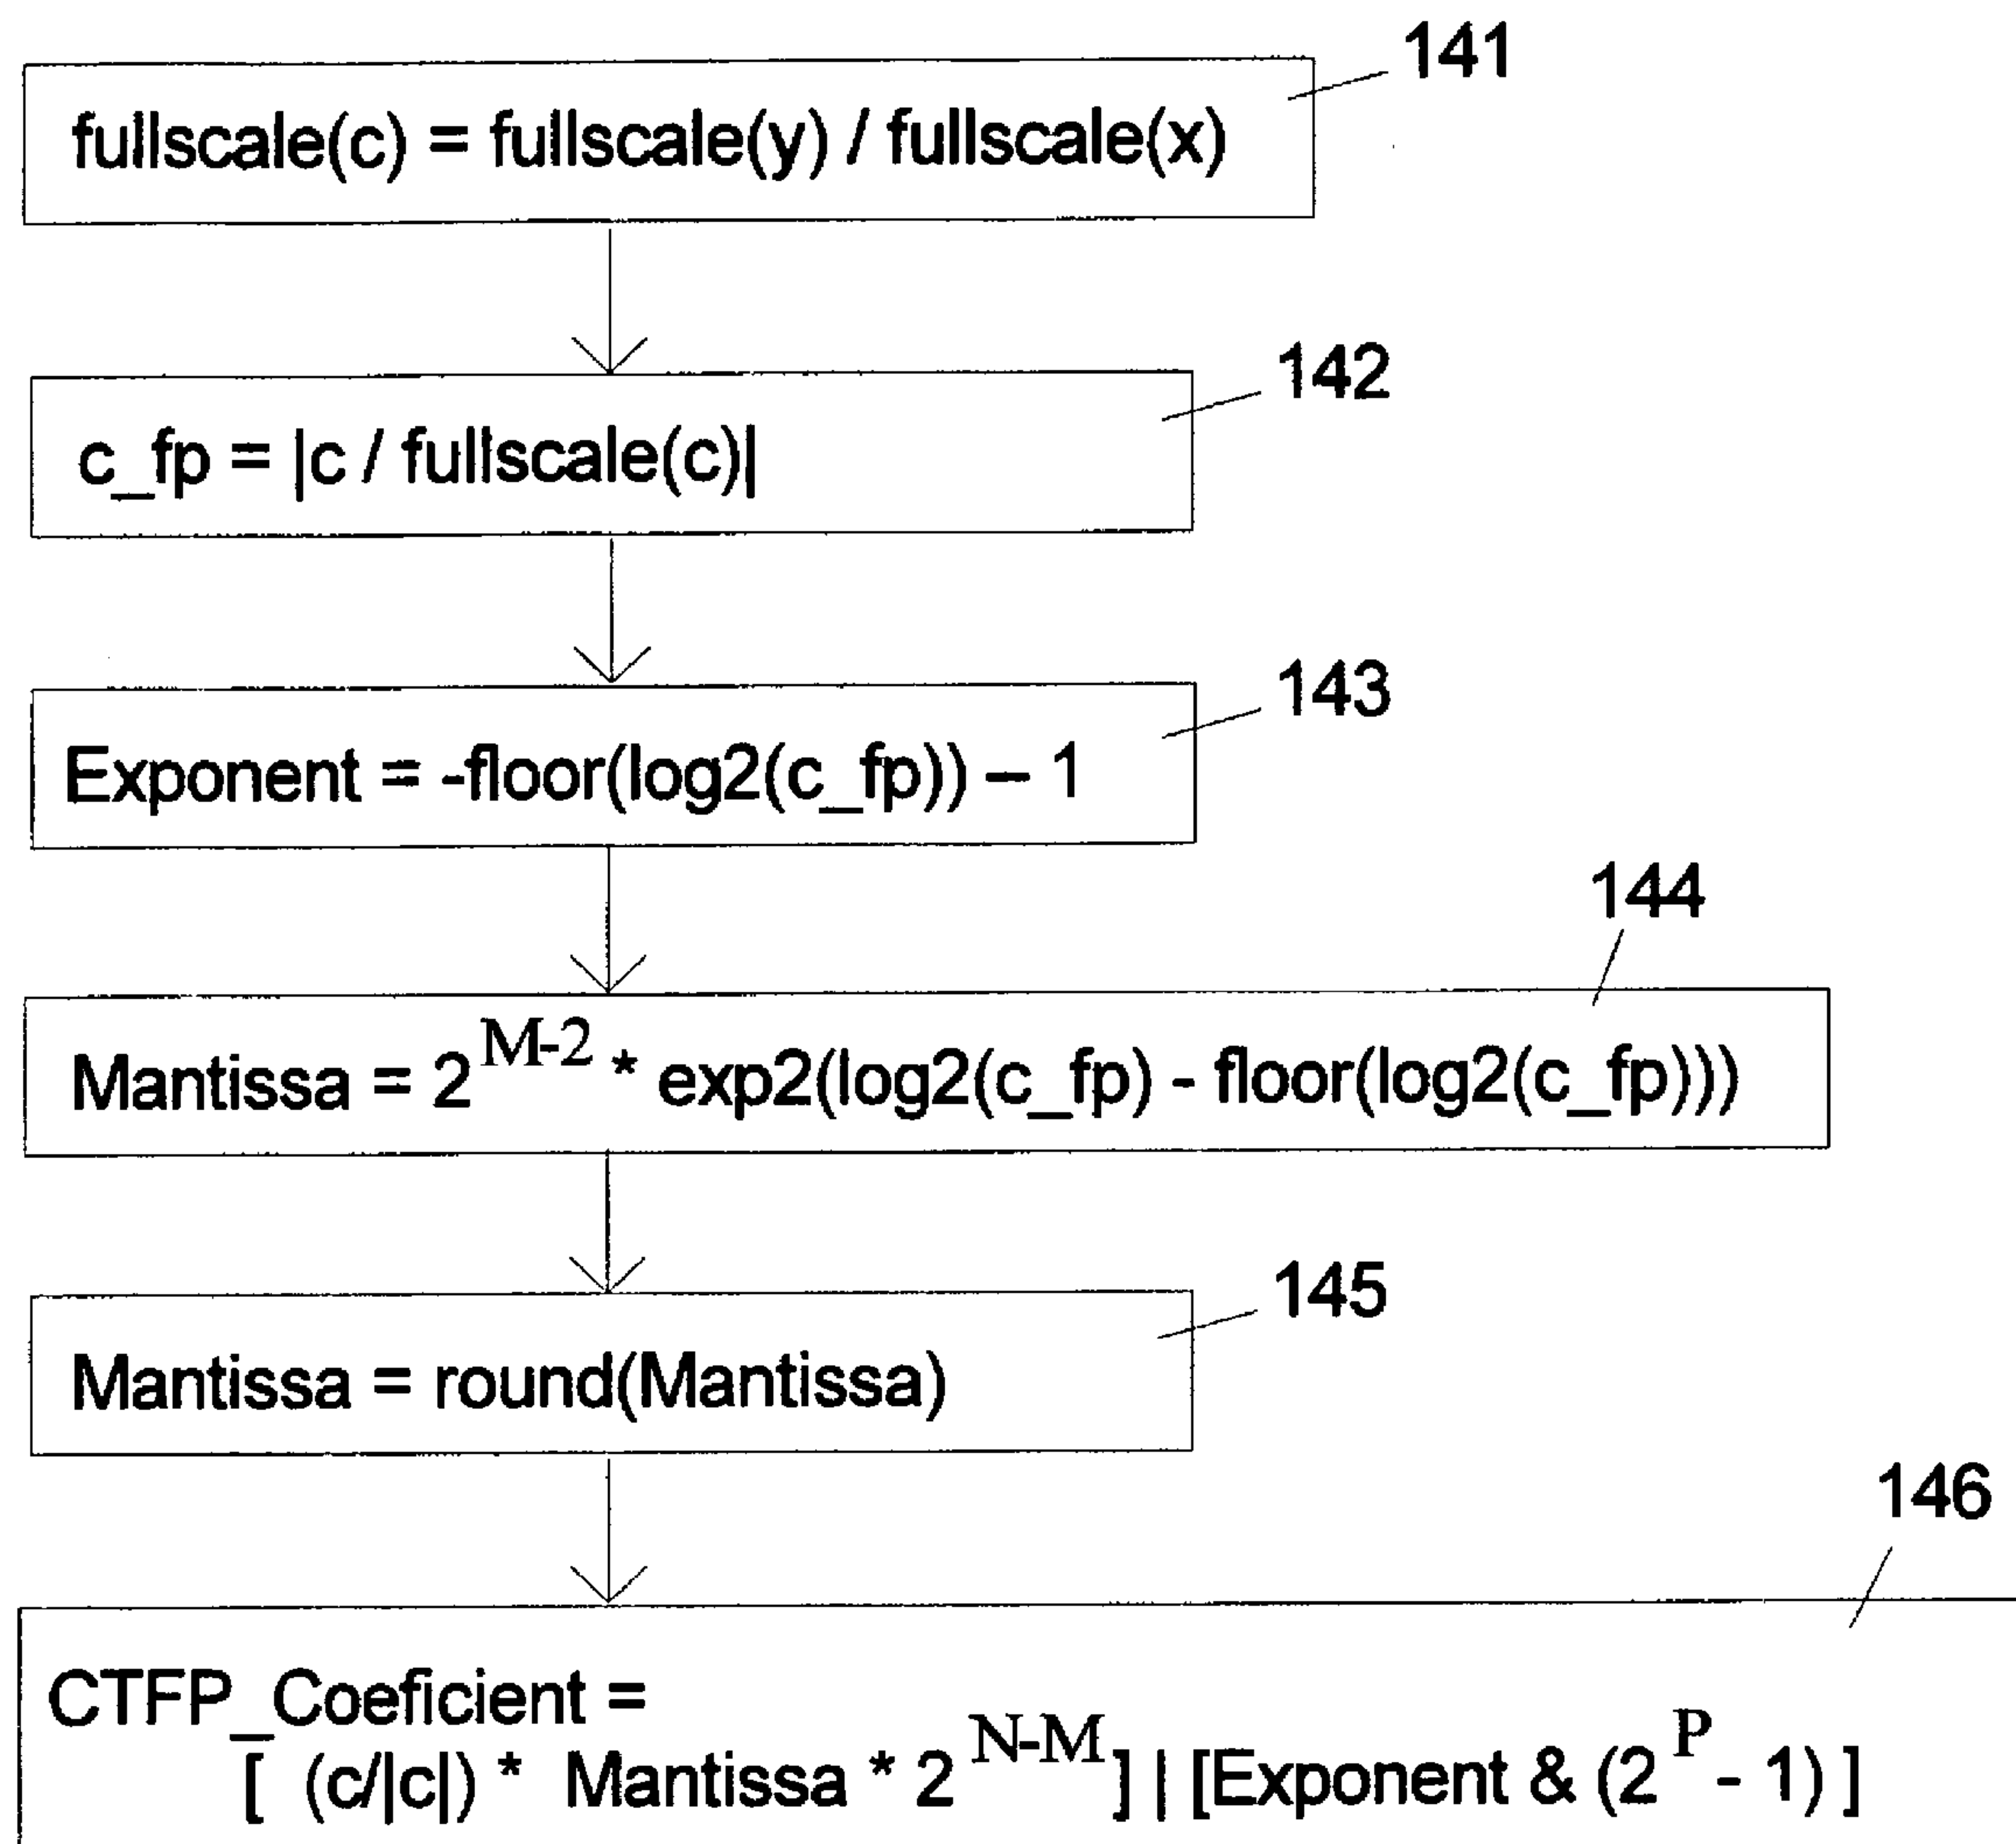 141
fullscale(c) = fullscale(y) / fullscale(x)
142
c_fp = |c / fullscale(c)|
143
Exponent = -floor(log2(c_fp)) – 1
144
Mantissa = 2^M-2 * exp2(log2(c_fp) - floor(log2(c_fp)))
145
Mantissa = round(Mantissa)
146
CTFP_Coeficient =
[ (c/|c|) * Mantissa * 2^N-M ] | [Exponent & (2^P - 1) ]